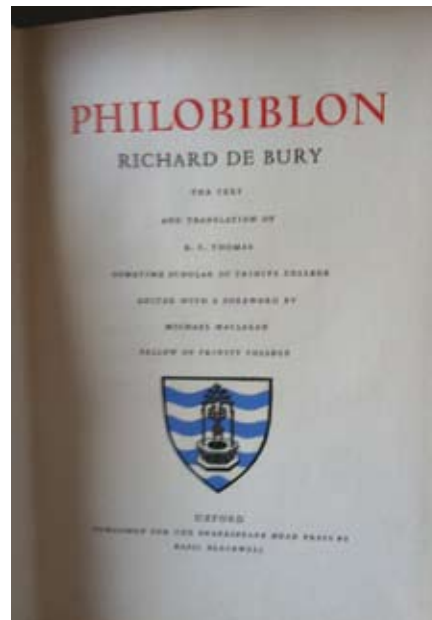 PHILOBIBLON
RICHARD DE BURY
THE TEXT
AND TRANSLATION OF
E. C. THOMAS
SOMETIME SCHOLAR OF TRINITY COLLEGE
EDITED WITH A FOREWORD BY
MICHAEL MACLAGAN
FELLOW OF TRINITY COLLEGE
OXFORD
PUBLISHED FOR THE SHAKESPEARE HEAD PRESS BY
BASIL BLACKWELL